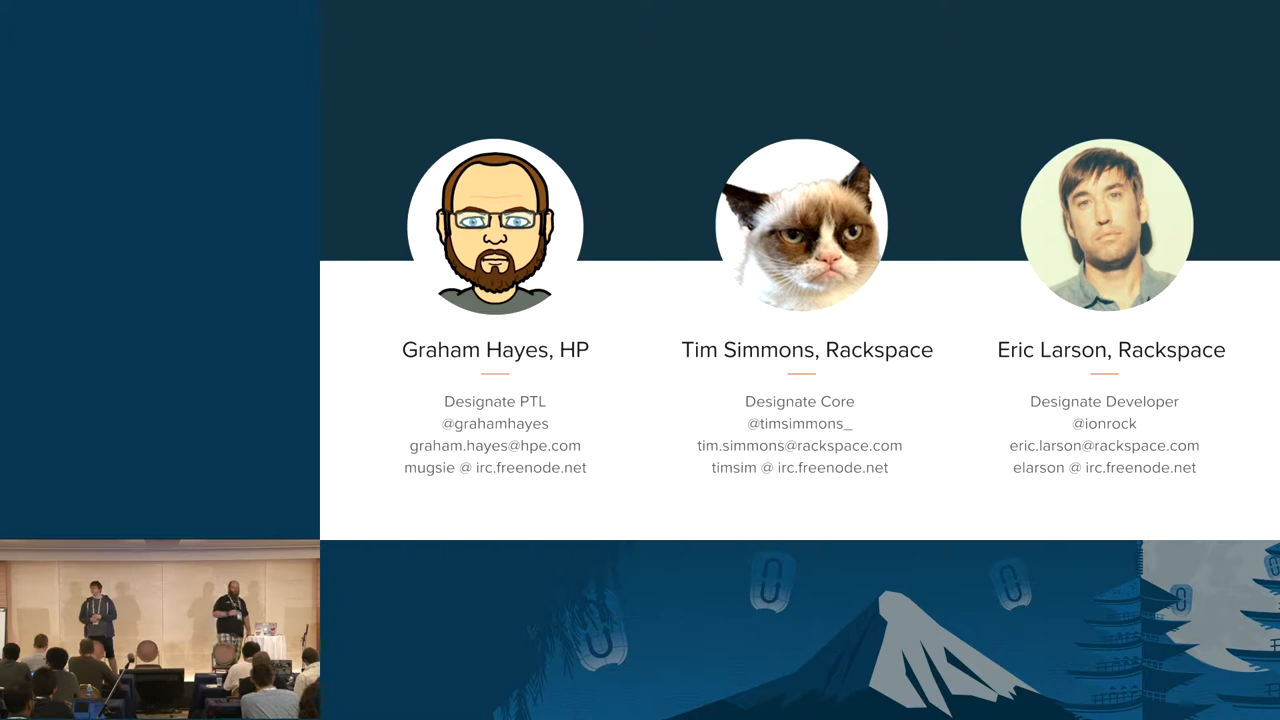 Graham Hayes, HP
Designate PTL
@grahamhayes
graham.hayes@hpe.com
mugsie @ irc.freenode.net
Tim Simmons, Rackspace
Designate Core
@timsimmons_
tim.simmons@rackspace.com
timsim @ irc.freenode.net
Eric Larson, Rackspace
Designate Developer
@ionrock
eric.larson@rackspace.com
elarson @ irc.freenode.net